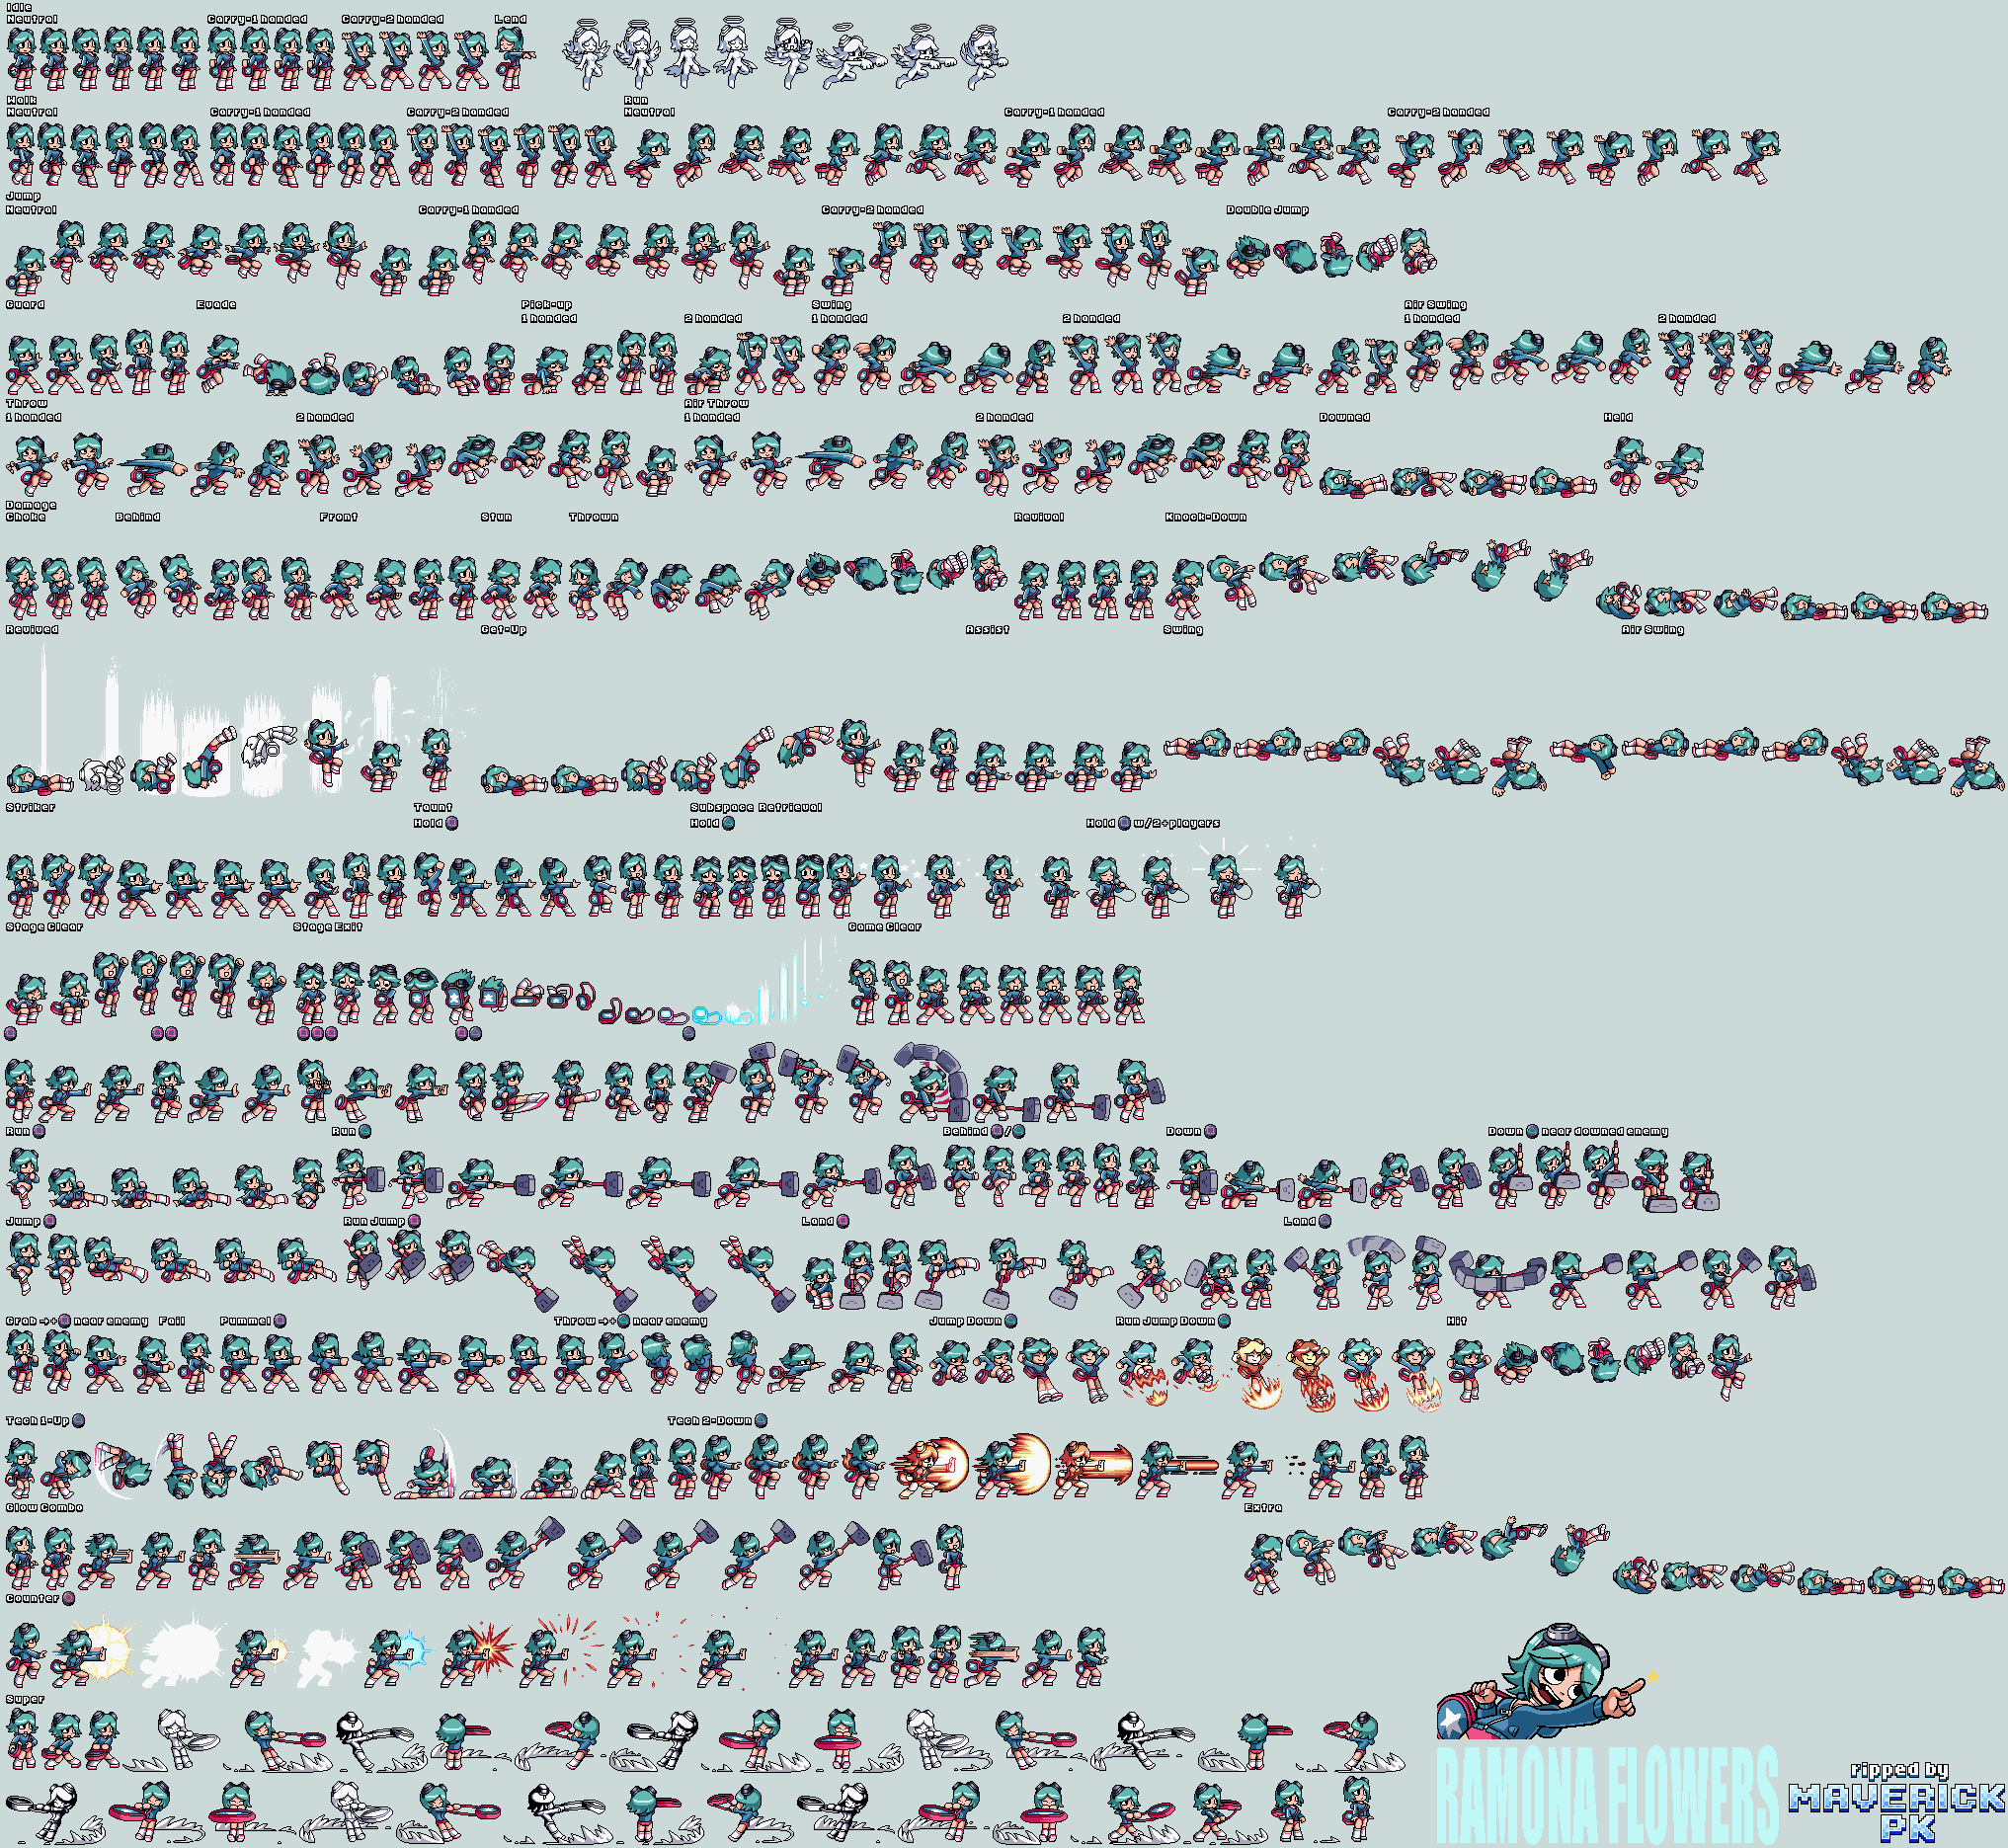 Idle
Neutral Carry-1 handed Carry-2 handed Lend
Walk Run
Neutral Carry-1 handed Carry-2 handed Neutral Carry-1 handed Carry-2 handed
Jump
Neutral Carry-1 handed Carry-2 handed Double Jump
Guard Evade Pick-up Swing Air Swing
1 handed 2 handed 1 handed 2 handed 1 handed 2 handed
Throw Air Throw
1 handed 2 handed 1 handed 2 handed Downed Held
Damage
Choke Behind Front Stun Thrown Revival Knock-Down
Revived Get-Up Assist Swing Air Swing
Striker Taunt Subspace Retrieval
Hold Hold Hold w/2+players
Stage Clear Stage Exit Game Clear
Run Run Behind / Down Down near downed enemy
Jump Run Jump Land Land
Grab →+ near enemy Fail Pummel Throw →+ near enemy Jump Down Run Jump Down Hit
Tech 1-Up Tech 2-Down
Glow Combo Extra
Counter
Super
RAMONA FLOWERS
ripped by
MAVERICK
PK